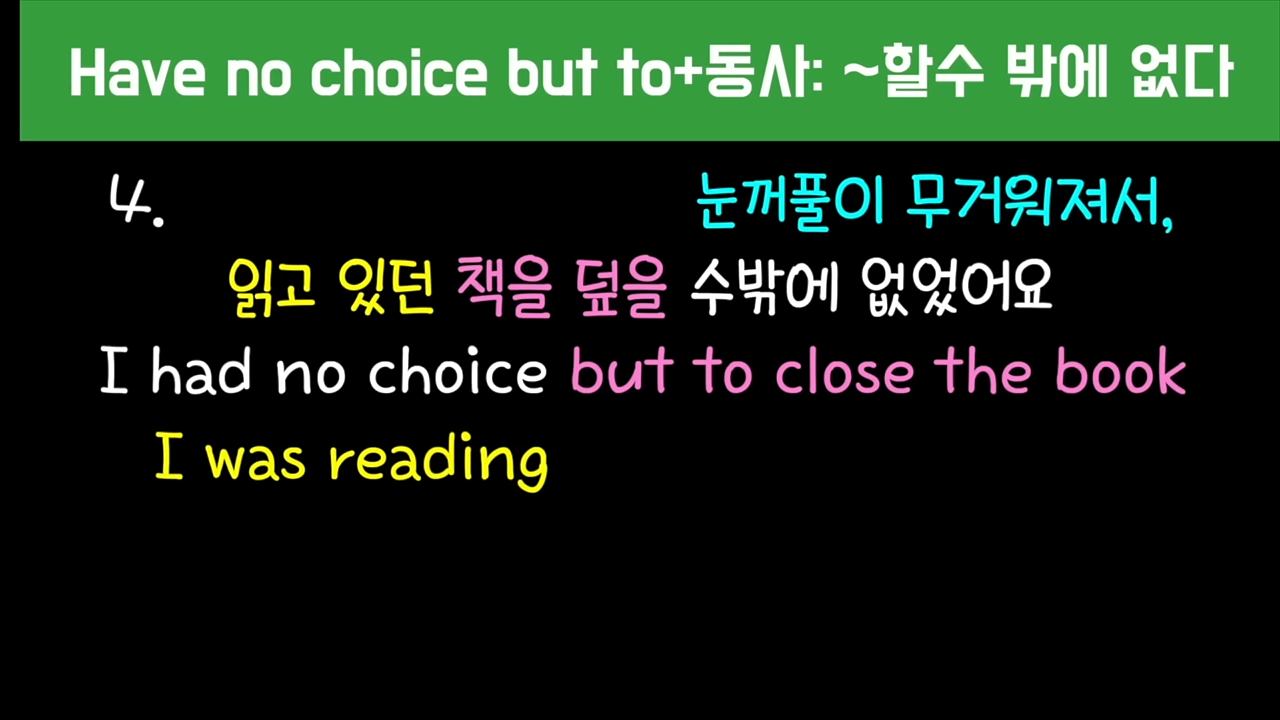 Have no choice but to+동사: ~할수 밖에 없다
4. 눈꺼풀이 무거워져서,
읽고 있던 책을 덮을 수밖에 없었어요
I had no choice but to close the book
I was reading